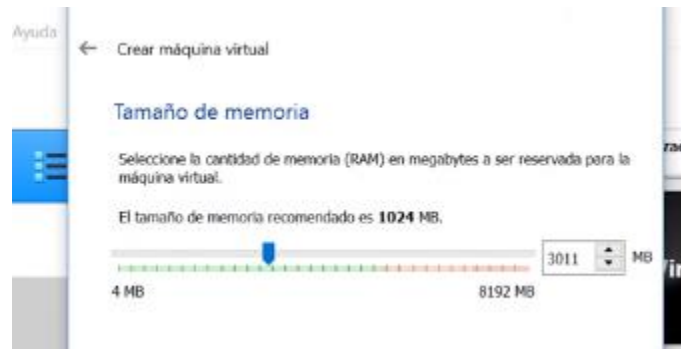 Ayuda
Crear máquina virtual
Tamaño de memoria
Seleccione la cantidad de memoria (RAM) en megabytes a ser reservada para la
máquina virtual.
El tamaño de memoria recomendado es 1024 MB.
3011 MB
4 MB 8192 MB